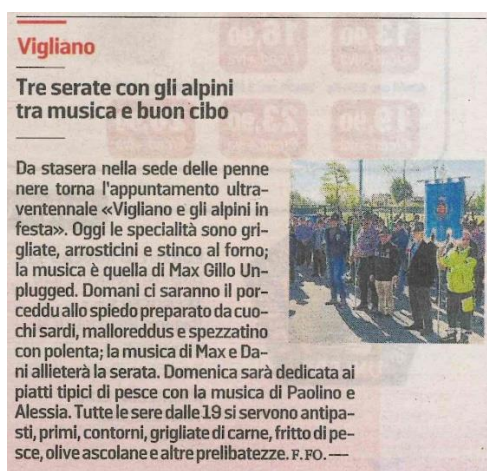 Vigliano
Tre serate con gli alpini
tra musica e buon cibo
Da stasera nella sede delle penne
nere torna l'appuntamento ultra-
ventennale «Vigliano e gli alpini in
festa». Oggi le specialità sono gri-
gliate, arrosticini e stinco al forno;
la musica è quella di Max Gillo Un-
plugged. Domani ci saranno il por-
ceddu allo spiedo preparato da cuo-
chi sardi, malloreddus e spezzatino
con polenta; la musica di Max e Da-
ni allieterà la serata. Domenica sarà dedicata ai
piatti tipici di pesce con la musica di Paolino e
Alessia. Tutte le sere dalle 19 si servono antipa-
sti, primi, contorni, grigliate di carne, fritto di pe-
sce, olive ascolane e altre prelibatezze. F. FO. —